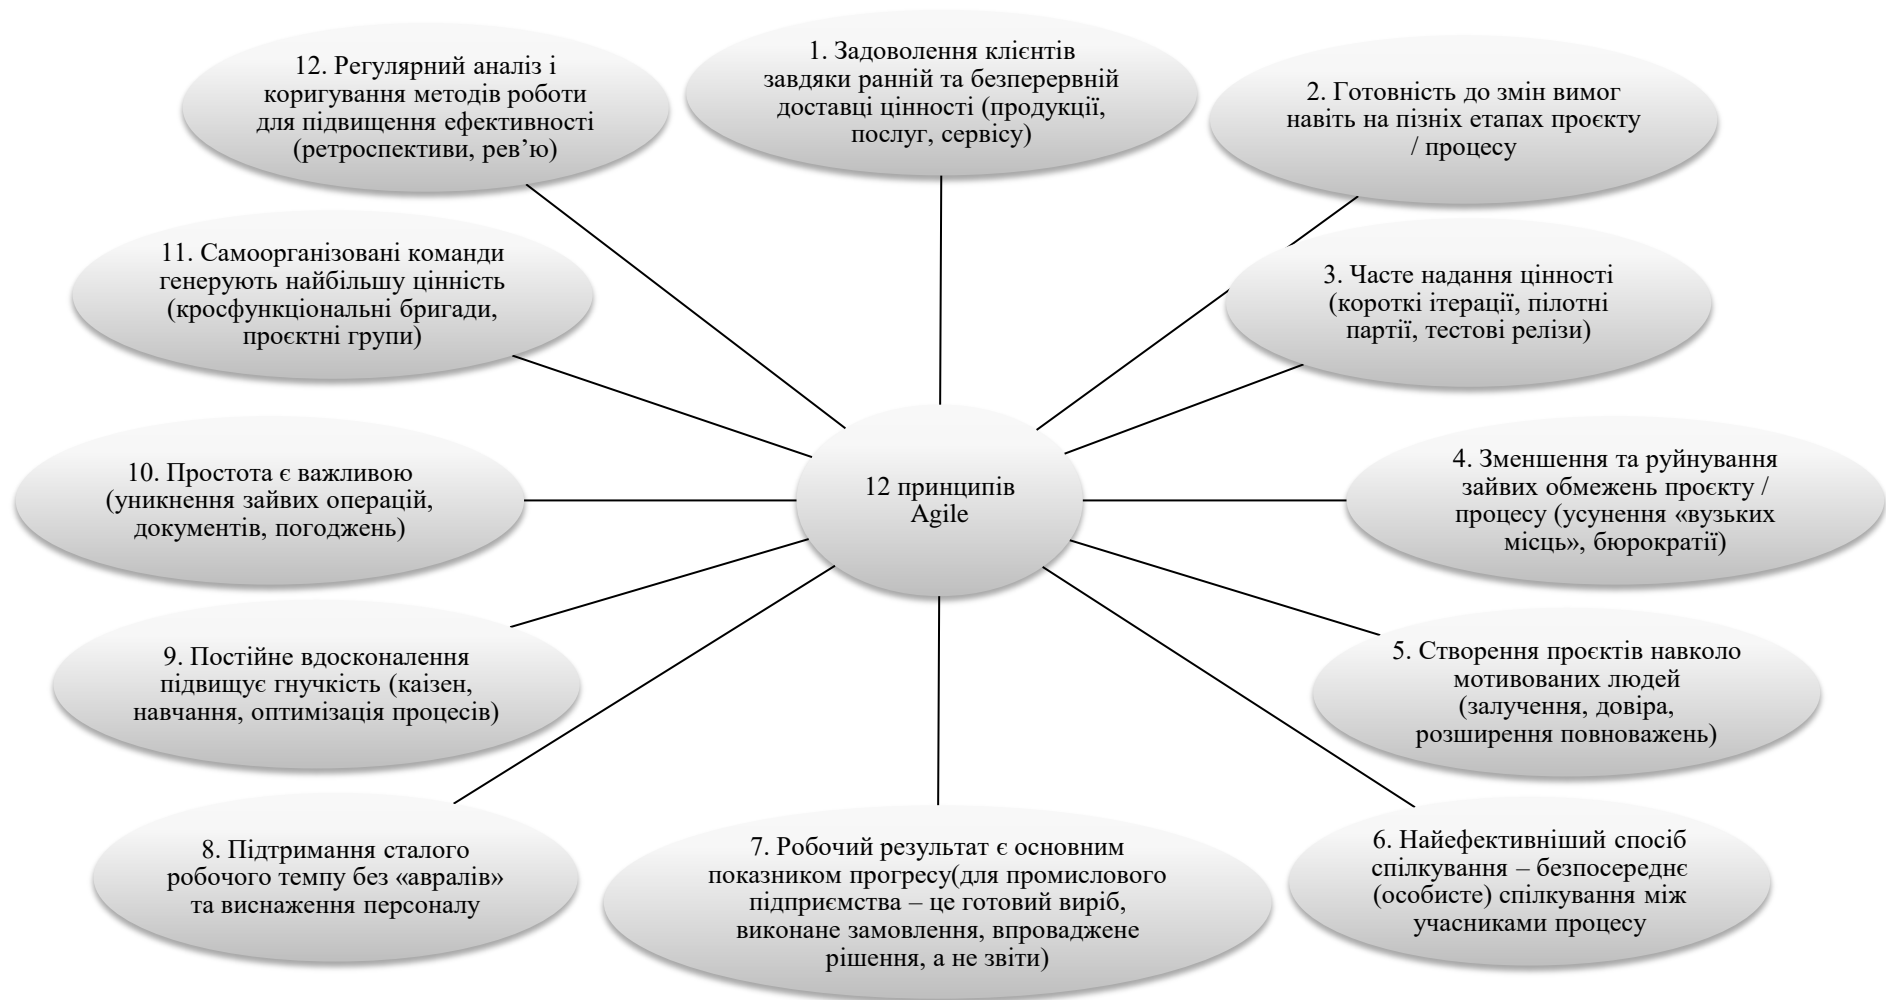 12 принципів
Agile
1. Задоволення клієнтів
завдяки ранній та безперервній
доставці цінності (продукції,
послуг, сервісу)
2. Готовність до змін вимог
навіть на пізніх етапах проєкту
/ процесу
3. Часте надання цінності
(короткі ітерації, пілотні
партії, тестові релізи)
4. Зменшення та руйнування
зайвих обмежень проєкту /
процесу (усунення «вузьких
місць», бюрократії)
5. Створення проєктів навколо
мотивованих людей
(залучення, довіра,
розширення повноважень)
6. Найефективніший спосіб
спілкування – безпосереднє
(особисте) спілкування між
учасниками процесу
7. Робочий результат є основним
показником прогресу(для промислового
підприємства – це готовий виріб,
виконане замовлення, впроваджене
рішення, а не звіти)
8. Підтримання сталого
робочого темпу без «авралів»
та виснаження персоналу
9. Постійне вдосконалення
підвищує гнучкість (каізен,
навчання, оптимізація процесів)
10. Простота є важливою
(уникнення зайвих операцій,
документів, погоджень)
11. Самоорганізовані команди
генерують найбільшу цінність
(кросфункціональні бригади,
проєктні групи)
12. Регулярний аналіз і
коригування методів роботи
для підвищення ефективності
(ретроспективи, рев’ю)